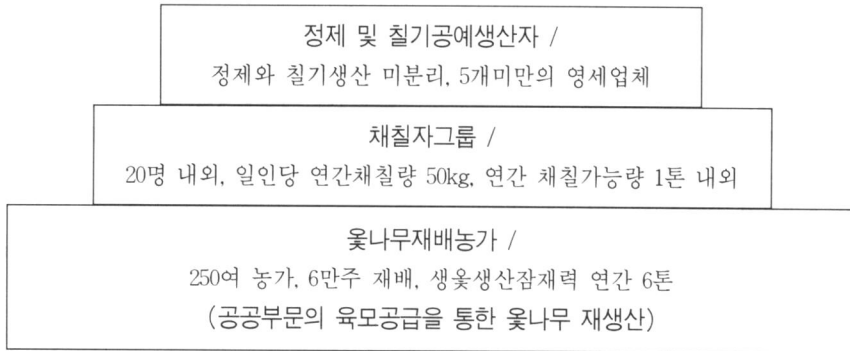 정제 및 칠기공예생산자 /
정제와 칠기생산 미분리, 5개미만의 영세업체
채칠자그룹 /
20명 내외, 일인당 연간채칠량 50kg, 연간 채칠가능량 1톤 내외
옻나무재배농가 /
250여 농가, 6만주 재배, 생옻생산잠재력 연간 6톤
(공공부문의 육모공급을 통한 옻나무 재생산)